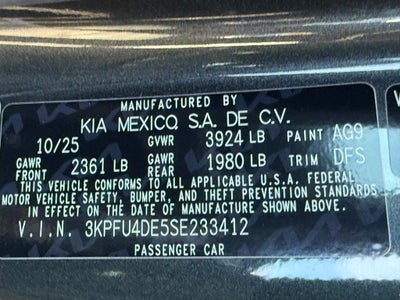 MANUFACTURED BY
KIA MEXICO, S.A. DE C.V.
10/25 GVWR 3924 LB PAINT AG9
GAWR FRONT 2361 LB GAWR REAR 1980 LB TRIM DFS
THIS VEHICLE CONFORMS TO ALL APPLICABLE U.S.A. FEDERAL
MOTOR VEHICLE SAFETY, BUMPER, AND THEFT PREVENTION STANDARDS
IN EFFECT ON THE DATE OF MANUFACTURE SHOWN ABOVE.
V.I.N. 3KPFU4DE5SE233412
PASSENGER CAR